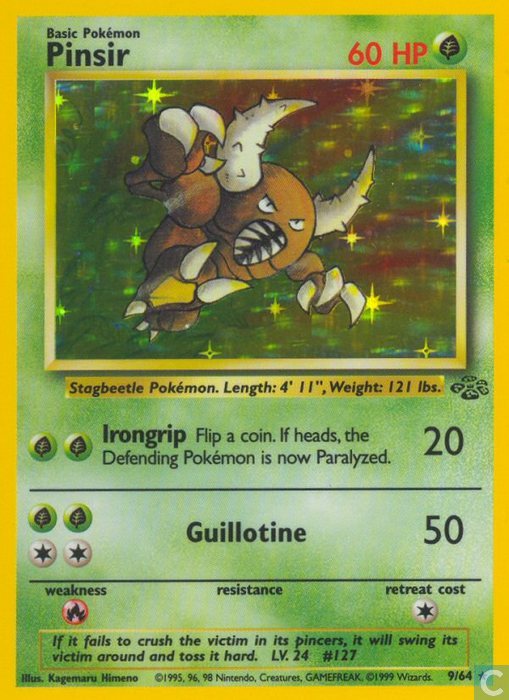 Basic Pokémon
Pinsir
60 HP
Stagbeetle Pokémon. Length: 4' 11", Weight: 121 lbs.
Irongrip Flip a coin. If heads, the
Defending Pokémon is now Paralyzed.
20
Guillotine
50
weakness
resistance
retreat cost
If it fails to crush the victim in its pincers, it will swing its
victim around and toss it hard. LV. 24 #127
Illus. Kagemaru Himeno ©1995, 96, 98 Nintendo, Creatures, GAMEFREAK. ©1999 Wizards. 9/64 ★
C